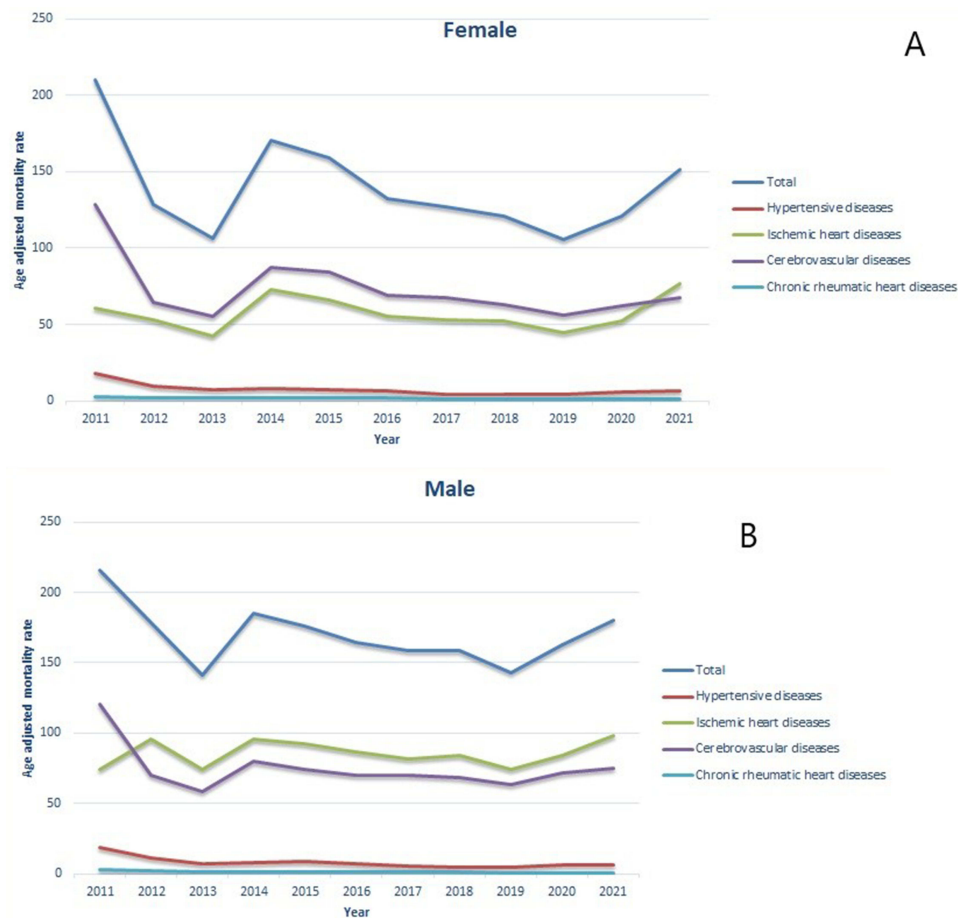 Female
A
250
200
150
100
50
0
Age adjusted mortality rate
2011 2012 2013 2014 2015 2016 2017 2018 2019 2020 2021
Year
Total
Hypertensive diseases
Ischemic heart diseases
Cerebrovascular diseases
Chronic rheumatic heart diseases
Male
B
250
200
150
100
50
0
Age adjusted mortality rate
2011 2012 2013 2014 2015 2016 2017 2018 2019 2020 2021
Year
Total
Hypertensive diseases
Ischemic heart diseases
Cerebrovascular diseases
Chronic rheumatic heart diseases